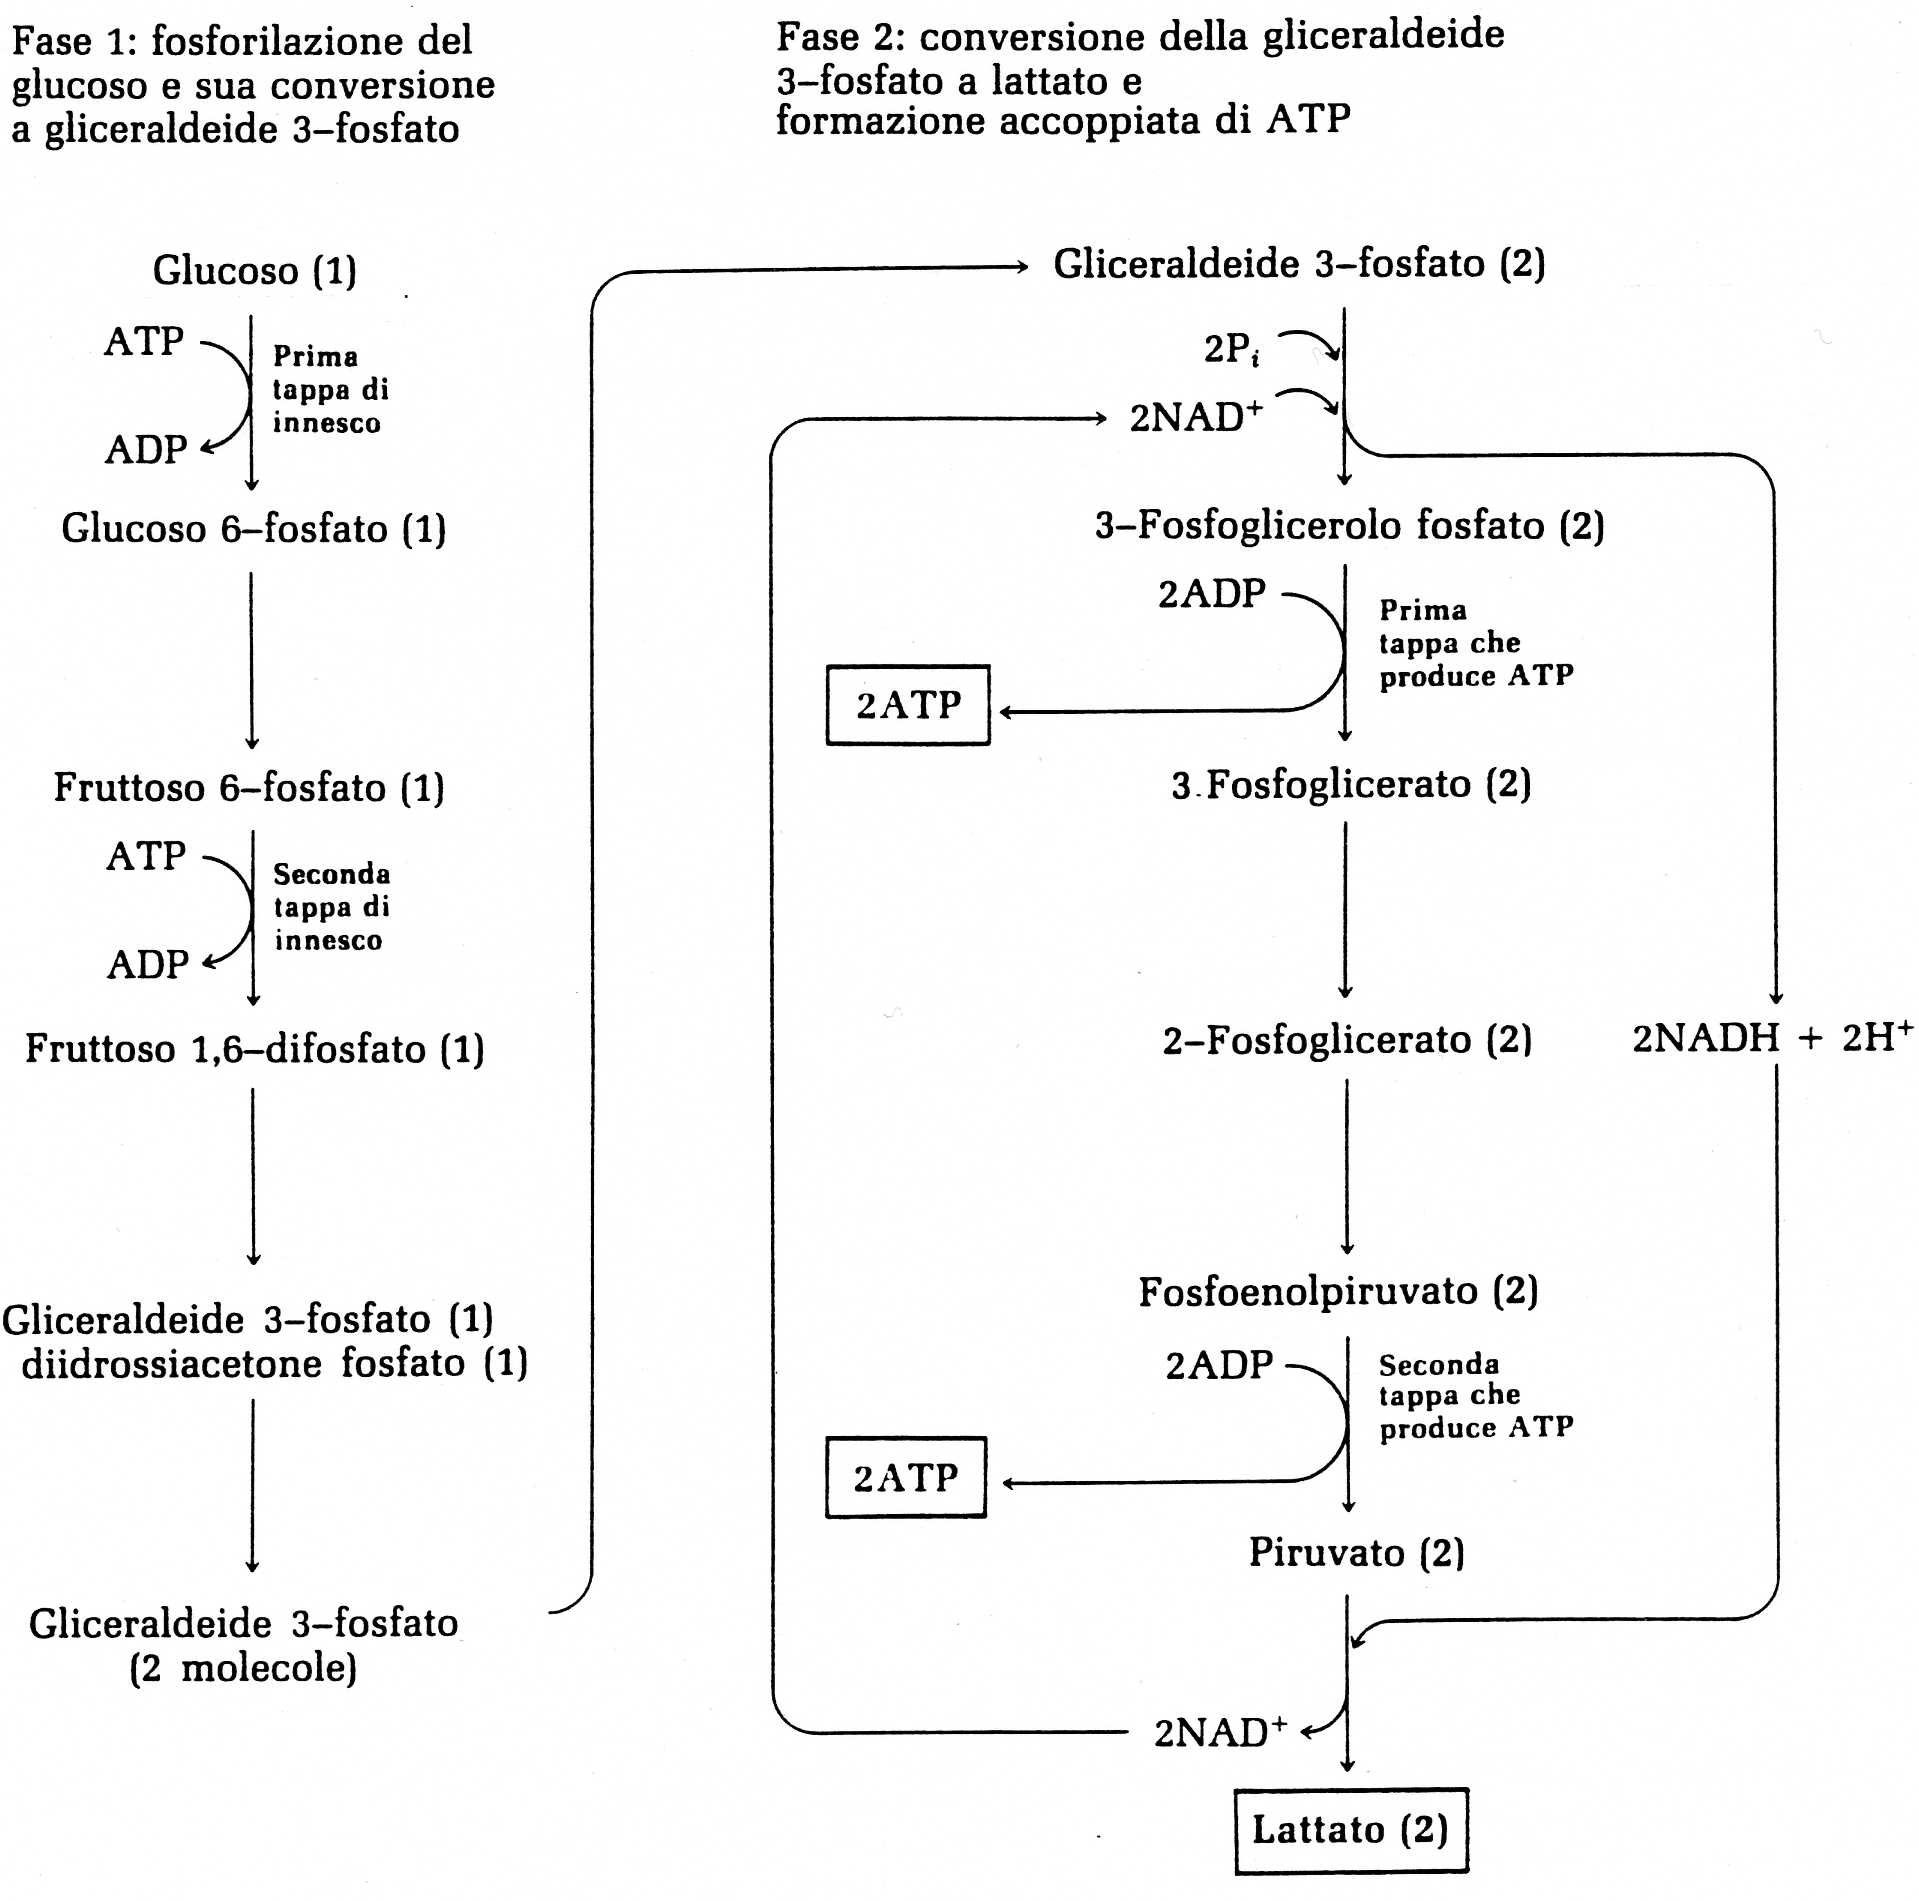 Fase 1: fosforilazione del
glucoso e sua conversione
a gliceraldeide 3–fosfato
Glucoso (1)
ATP
Prima
tappa di
innesco
ADP
Glucoso 6–fosfato (1)
Fruttoso 6–fosfato (1)
ATP
Seconda
tappa di
innesco
ADP
Fruttoso 1,6–difosfato (1)
Gliceraldeide 3–fosfato (1)
diidrossiacetone fosfato (1)
Gliceraldeide 3–fosfato
(2 molecole)
Fase 2: conversione della gliceraldeide
3–fosfato a lattato e
formazione accoppiata di ATP
Gliceraldeide 3–fosfato (2)
2Pi
2NAD+
3–Fosfoglicerolo fosfato (2)
2ADP
Prima
tappa che
produce ATP
2ATP
3.Fosfoglicerato (2)
2–Fosfoglicerato (2)
2NADH + 2H+
Fosfoenolpiruvato (2)
2ADP
Seconda
tappa che
produce ATP
2ATP
Piruvato (2)
2NAD+
Lattato (2)